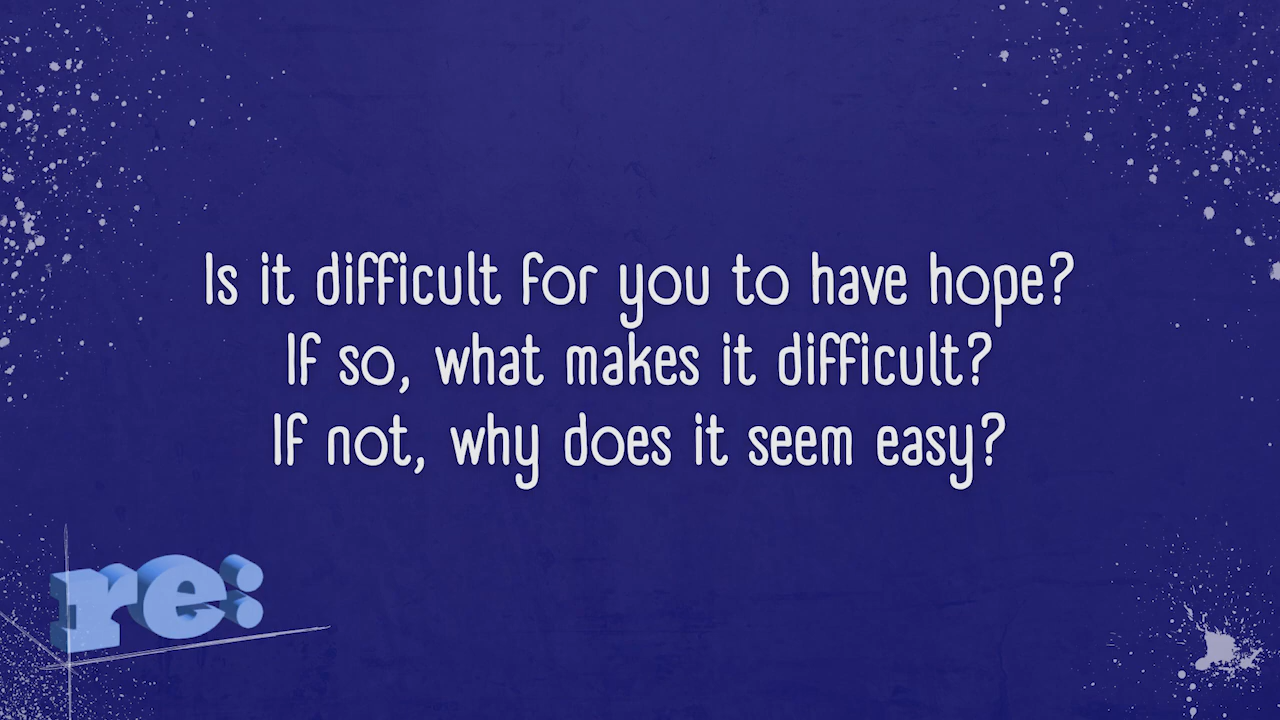 Is it difficult for you to have hope?
If so, what makes it difficult?
If not, why does it seem easy?
re: